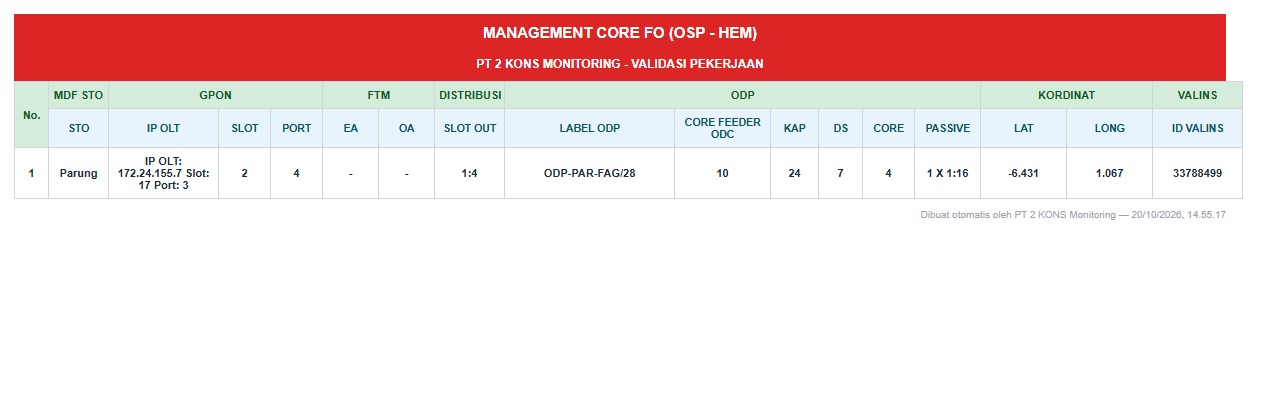 MANAGEMENT CORE FO (OSP - HEM)
PT 2 KONS MONITORING - VALIDASI PEKERJAAN
No. MDF STO GPON FTM DISTRIBUSI ODP KORDINAT VALINS
STO IP OLT SLOT PORT EA OA SLOT OUT LABEL ODP CORE FEEDER ODC KAP DS CORE PASSIVE LAT LONG ID VALINS
1 Parung IP OLT: 172.24.155.7 Slot: 17 Port: 3 2 4 - - 1:4 ODP-PAR-FAG/28 10 24 7 4 1 X 1:16 -6.431 1.067 33788499
Dibuat otomatis oleh PT 2 KONS Monitoring — 20/10/2026, 14.55.17